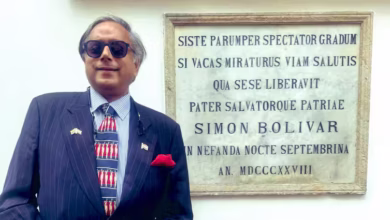 SISTE PARUMPER SPECTATOR GRADUM
SI VACAS MIRATURUS VIAM SALUTIS
QUA SESE LIBERAVIT
PATER SALVATORQUE PATRIAE
SIMON BOLIVAR
IN NEFANDA NOCTE SEPTEMBRINA
AN. MDCCCXXVIII